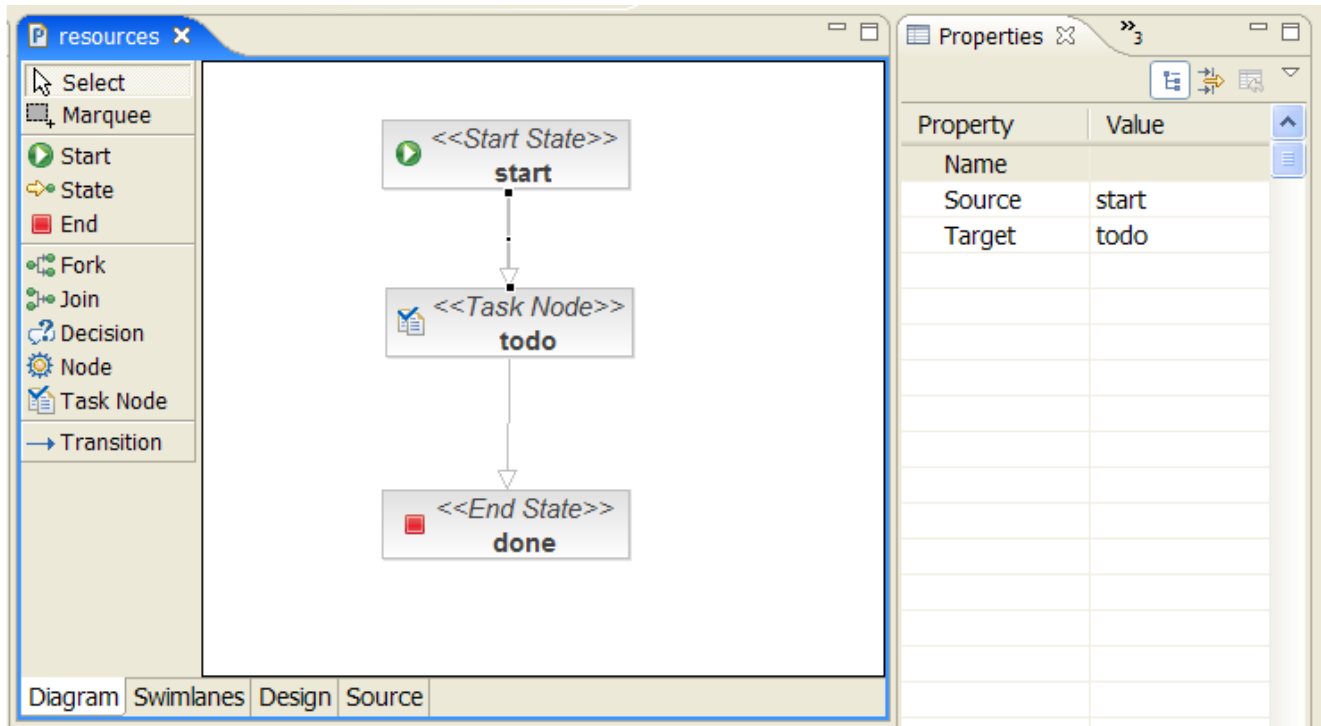 resources
Select
Marquee
Start
State
End
Fork
Join
Decision
Node
Task Node
Transition
<<Start State>>
start
<<Task Node>>
todo
<<End State>>
done
Diagram Swimlanes Design Source
Properties »3
Property Value
Name
Source start
Target todo